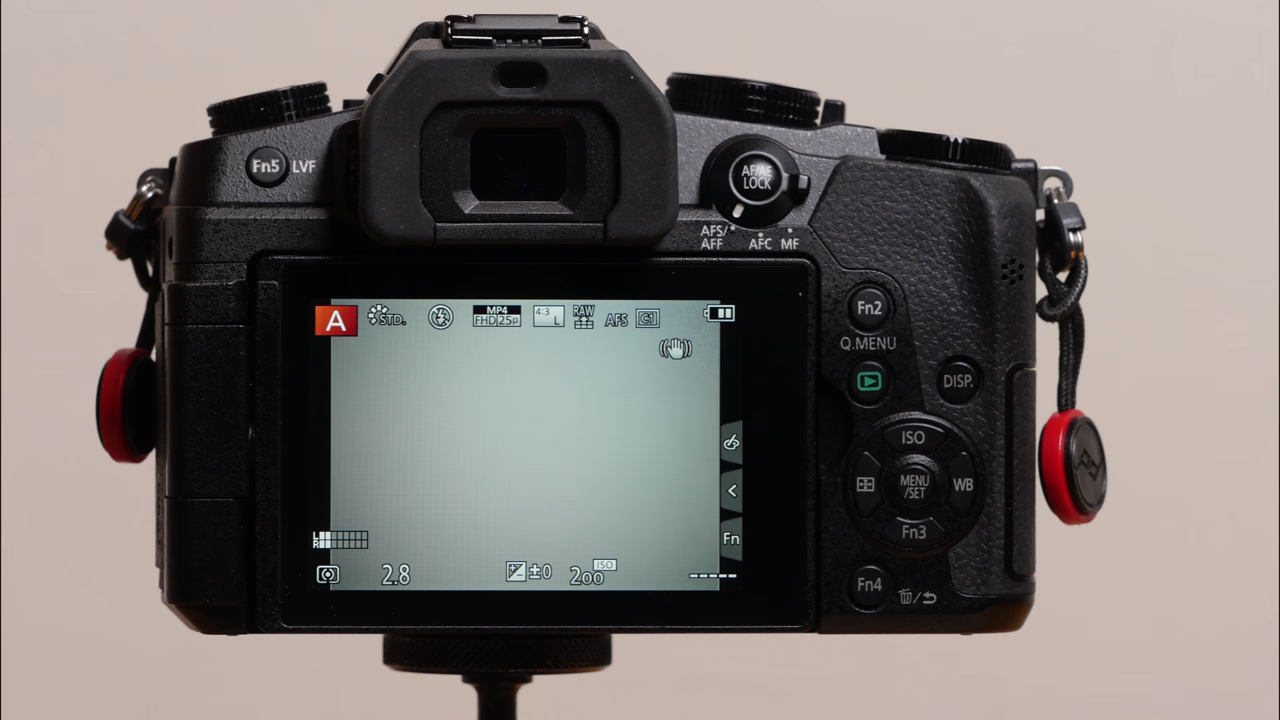 Fn5 LVF
AF/AE
LOCK
AFS/
AFF
AFC
MF
A
STD.
MP4
FHD 25p
4:3
L
RAW
AFS
C1
Fn2
Q.MENU
DISP.
ISO
MENU
/SET
WB
Fn3
Fn
L
R
2.8
±0
ISO
200
Fn4